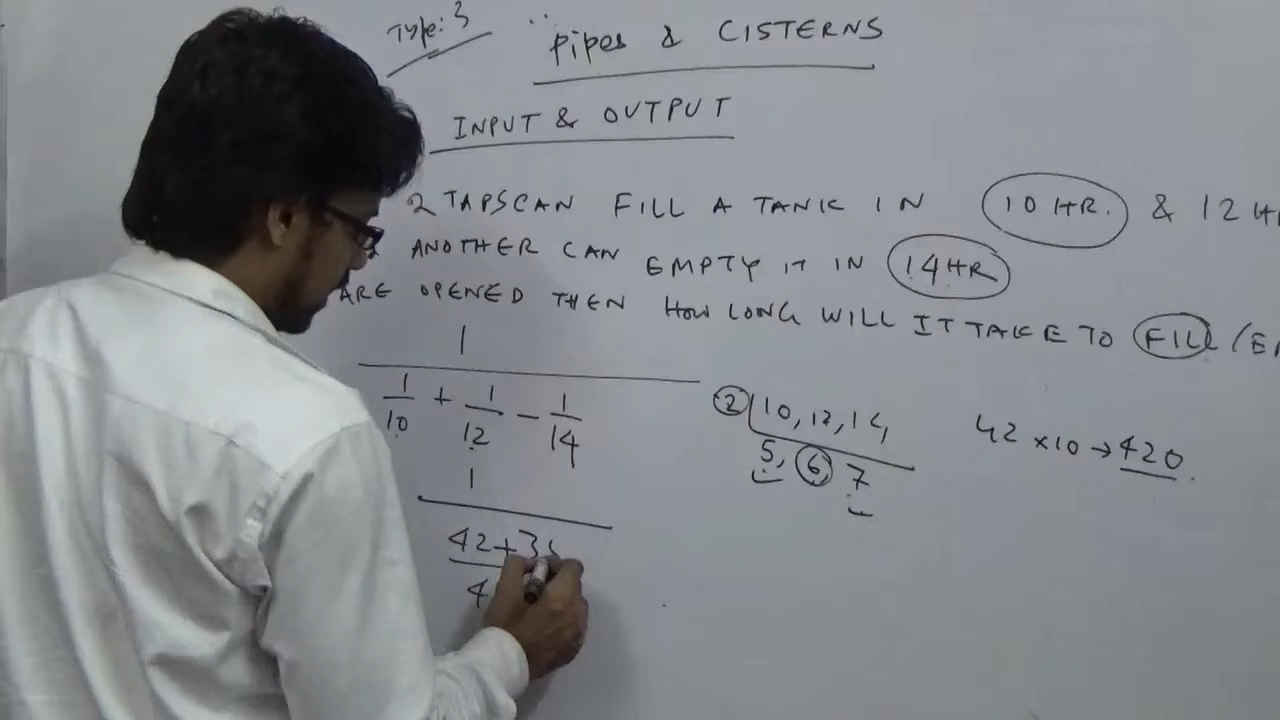 Type: 3
Pipes & CISTERNS
INPUT & OUTPUT
2 TAPS CAN FILL A TANK IN 10 HR. & 12 H
ANOTHER CAN EMPTY IT IN 14 HR
ARE OPENED THEN HOW LONG WILL IT TAKE TO FILL (E
1
1/10 + 1/12 - 1/14
2 | 10, 12, 14,
5, 6, 7
42 x 10 → 420.
1
42+3
4